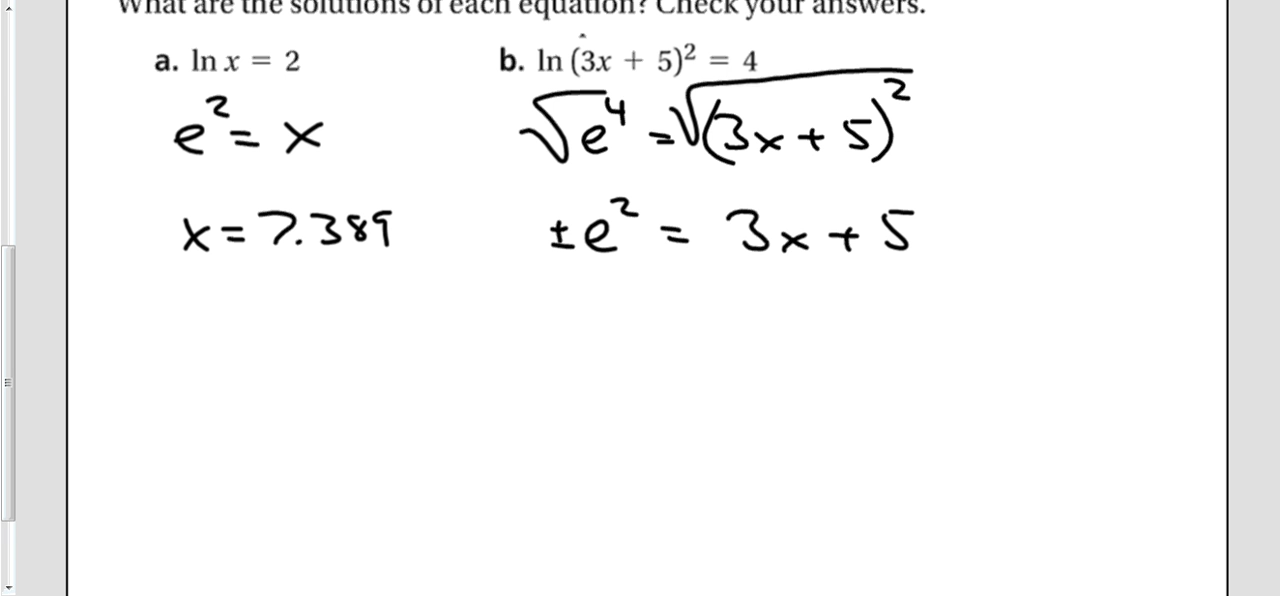 What are the solutions of each equation? Check your answers.
a. ln x = 2
b. ln (3x + 5)² = 4
e² = x
√e⁴ = √(3x + 5)²
x = 7.389
±e² = 3x + 5